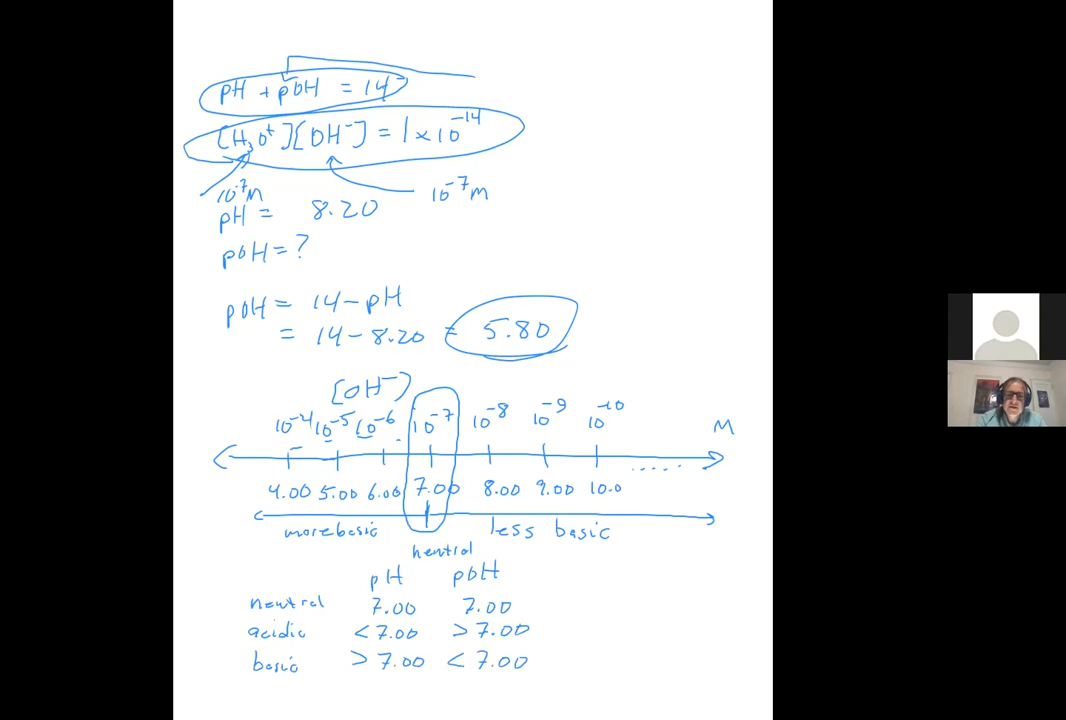 pH + pOH = 14
[H₃O⁺][OH⁻] = 1 × 10⁻¹⁴
10⁻⁷M 10⁻⁷M
pH = 8.20
pOH = ?
pOH = 14 - pH
= 14 - 8.20 = 5.80
[OH⁻]
10⁻⁴ 10⁻⁵ 10⁻⁶ 10⁻⁷ 10⁻⁸ 10⁻⁹ 10⁻¹⁰ M
.....
4.00 5.00 6.00 7.00 8.00 9.00 10.0
more basic less basic
neutral
pH pOH
neutral 7.00 7.00
acidic < 7.00 > 7.00
basic > 7.00 < 7.00